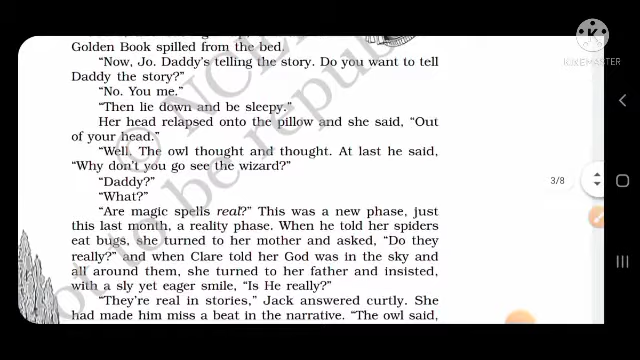 Golden Book spilled from the bed.
“Now, Jo. Daddy’s telling the story. Do you want to tell
Daddy the story?”
“No. You me.”
“Then lie down and be sleepy.”
Her head relapsed onto the pillow and she said, “Out
of your head.”
“Well. The owl thought and thought. At last he said,
“Why don’t you go see the wizard?”
“Daddy?”
“What?”
“Are magic spells real?” This was a new phase, just
this last month, a reality phase. When he told her spiders
eat bugs, she turned to her mother and asked, “Do they
really?” and when Clare told her God was in the sky and
all around them, she turned to her father and insisted,
with a sly yet eager smile, “Is He really?”
“They’re real in stories,” Jack answered curtly. She
had made him miss a beat in the narrative. “The owl said,
KINEMASTER
3/8
© NCE
not to be repub